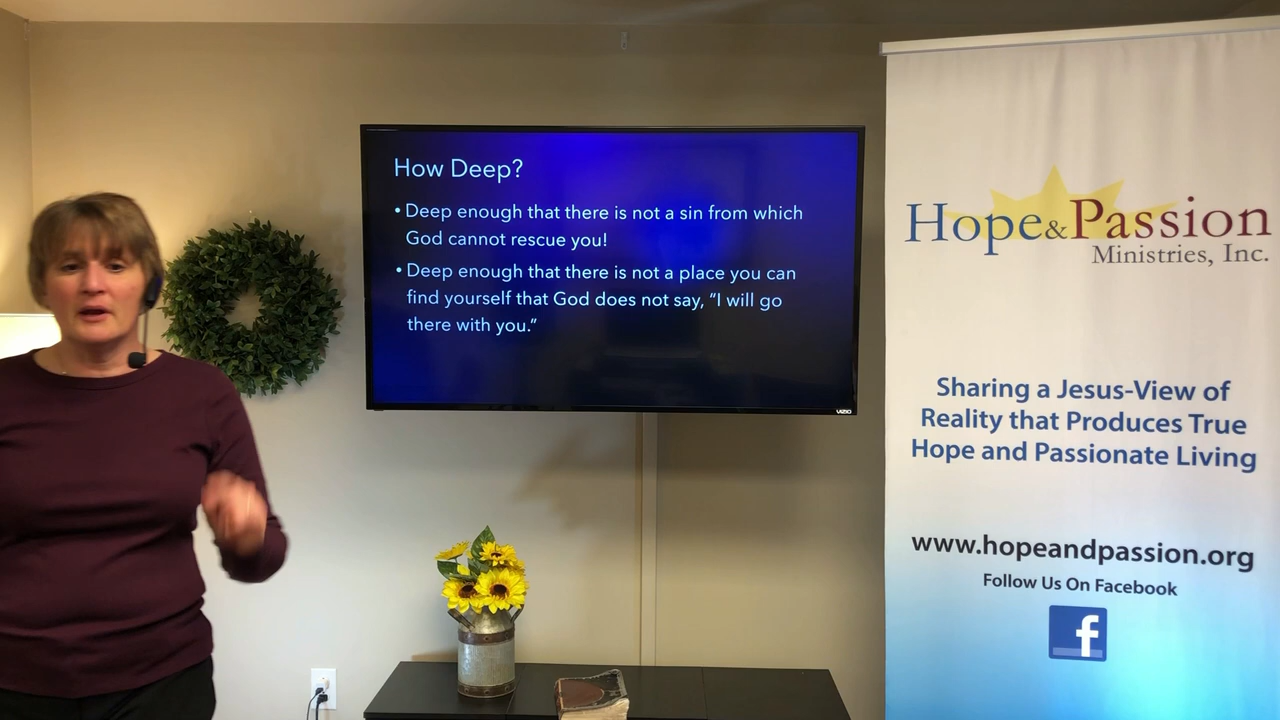 How Deep?
• Deep enough that there is not a sin from which
God cannot rescue you!
• Deep enough that there is not a place you can
find yourself that God does not say, “I will go
there with you.”
VIZIO
Hope&Passion
Ministries, Inc.
Sharing a Jesus-View of
Reality that Produces True
Hope and Passionate Living
www.hopeandpassion.org
Follow Us On Facebook
f